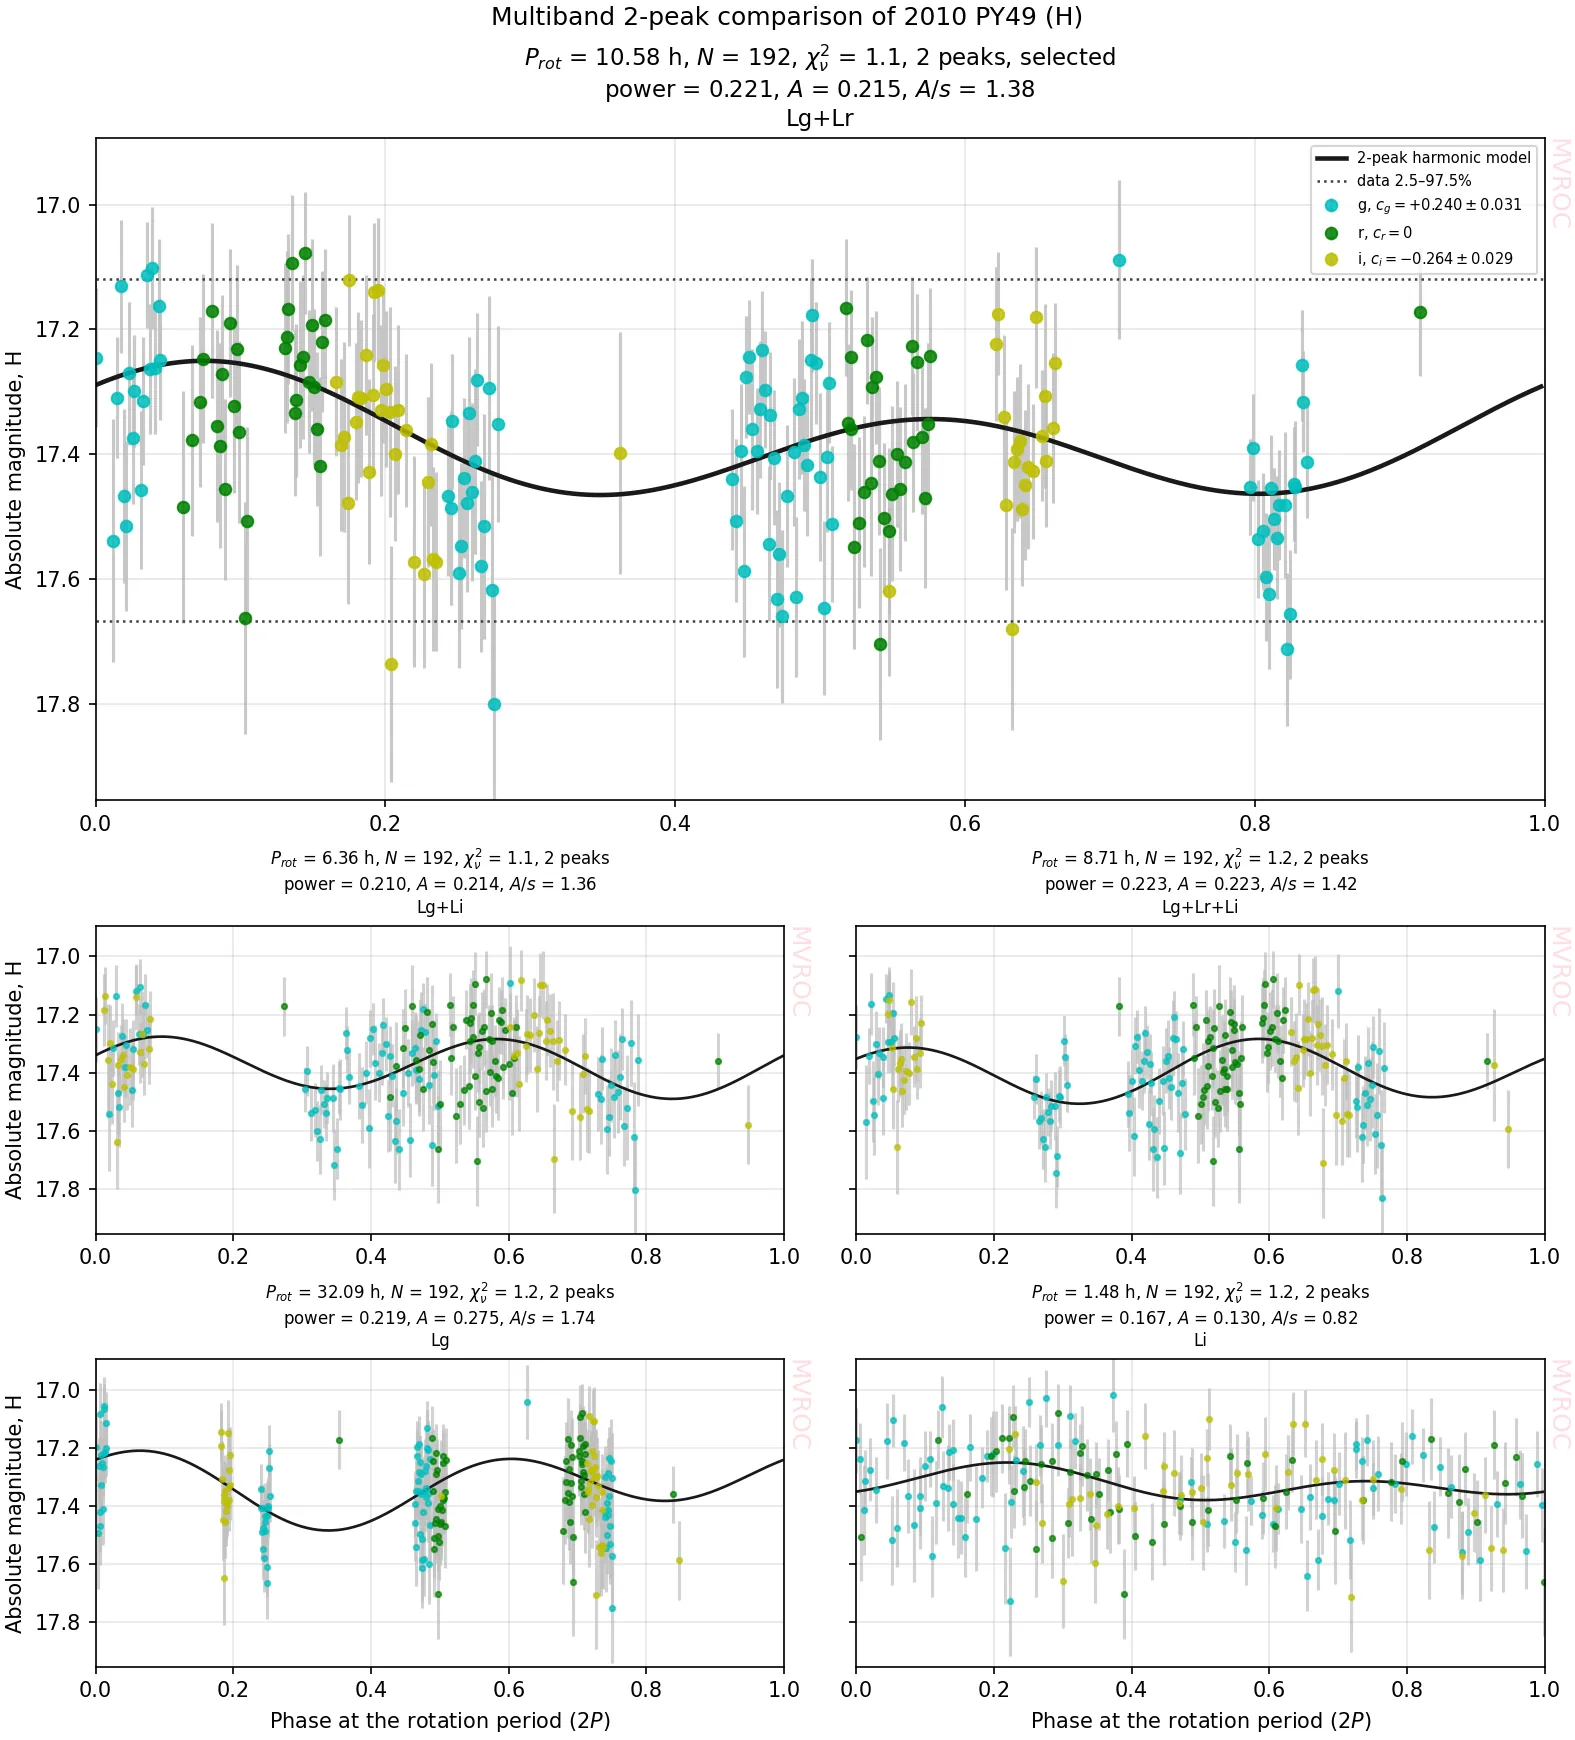 Multiband 2-peak comparison of 2010 PY49 (H)
P_rot = 10.58 h, N = 192, χ²_ν = 1.1, 2 peaks, selected
power = 0.221, A = 0.215, A/s = 1.38
Lg+Lr
2-peak harmonic model
data 2.5–97.5%
g, c_g = +0.240 ± 0.031
r, c_r = 0
i, c_i = −0.264 ± 0.029
MVROC
Absolute magnitude, H
17.0
17.2
17.4
17.6
17.8
0.0 0.2 0.4 0.6 0.8 1.0
P_rot = 6.36 h, N = 192, χ²_ν = 1.1, 2 peaks
power = 0.210, A = 0.214, A/s = 1.36
Lg+Li
MVROC
Absolute magnitude, H
17.0
17.2
17.4
17.6
17.8
0.0 0.2 0.4 0.6 0.8 1.0
P_rot = 8.71 h, N = 192, χ²_ν = 1.2, 2 peaks
power = 0.223, A = 0.223, A/s = 1.42
Lg+Lr+Li
MVROC
0.0 0.2 0.4 0.6 0.8 1.0
P_rot = 32.09 h, N = 192, χ²_ν = 1.2, 2 peaks
power = 0.219, A = 0.275, A/s = 1.74
Lg
MVROC
Absolute magnitude, H
17.0
17.2
17.4
17.6
17.8
0.0 0.2 0.4 0.6 0.8 1.0
Phase at the rotation period (2P)
P_rot = 1.48 h, N = 192, χ²_ν = 1.2, 2 peaks
power = 0.167, A = 0.130, A/s = 0.82
Li
MVROC
0.0 0.2 0.4 0.6 0.8 1.0
Phase at the rotation period (2P)